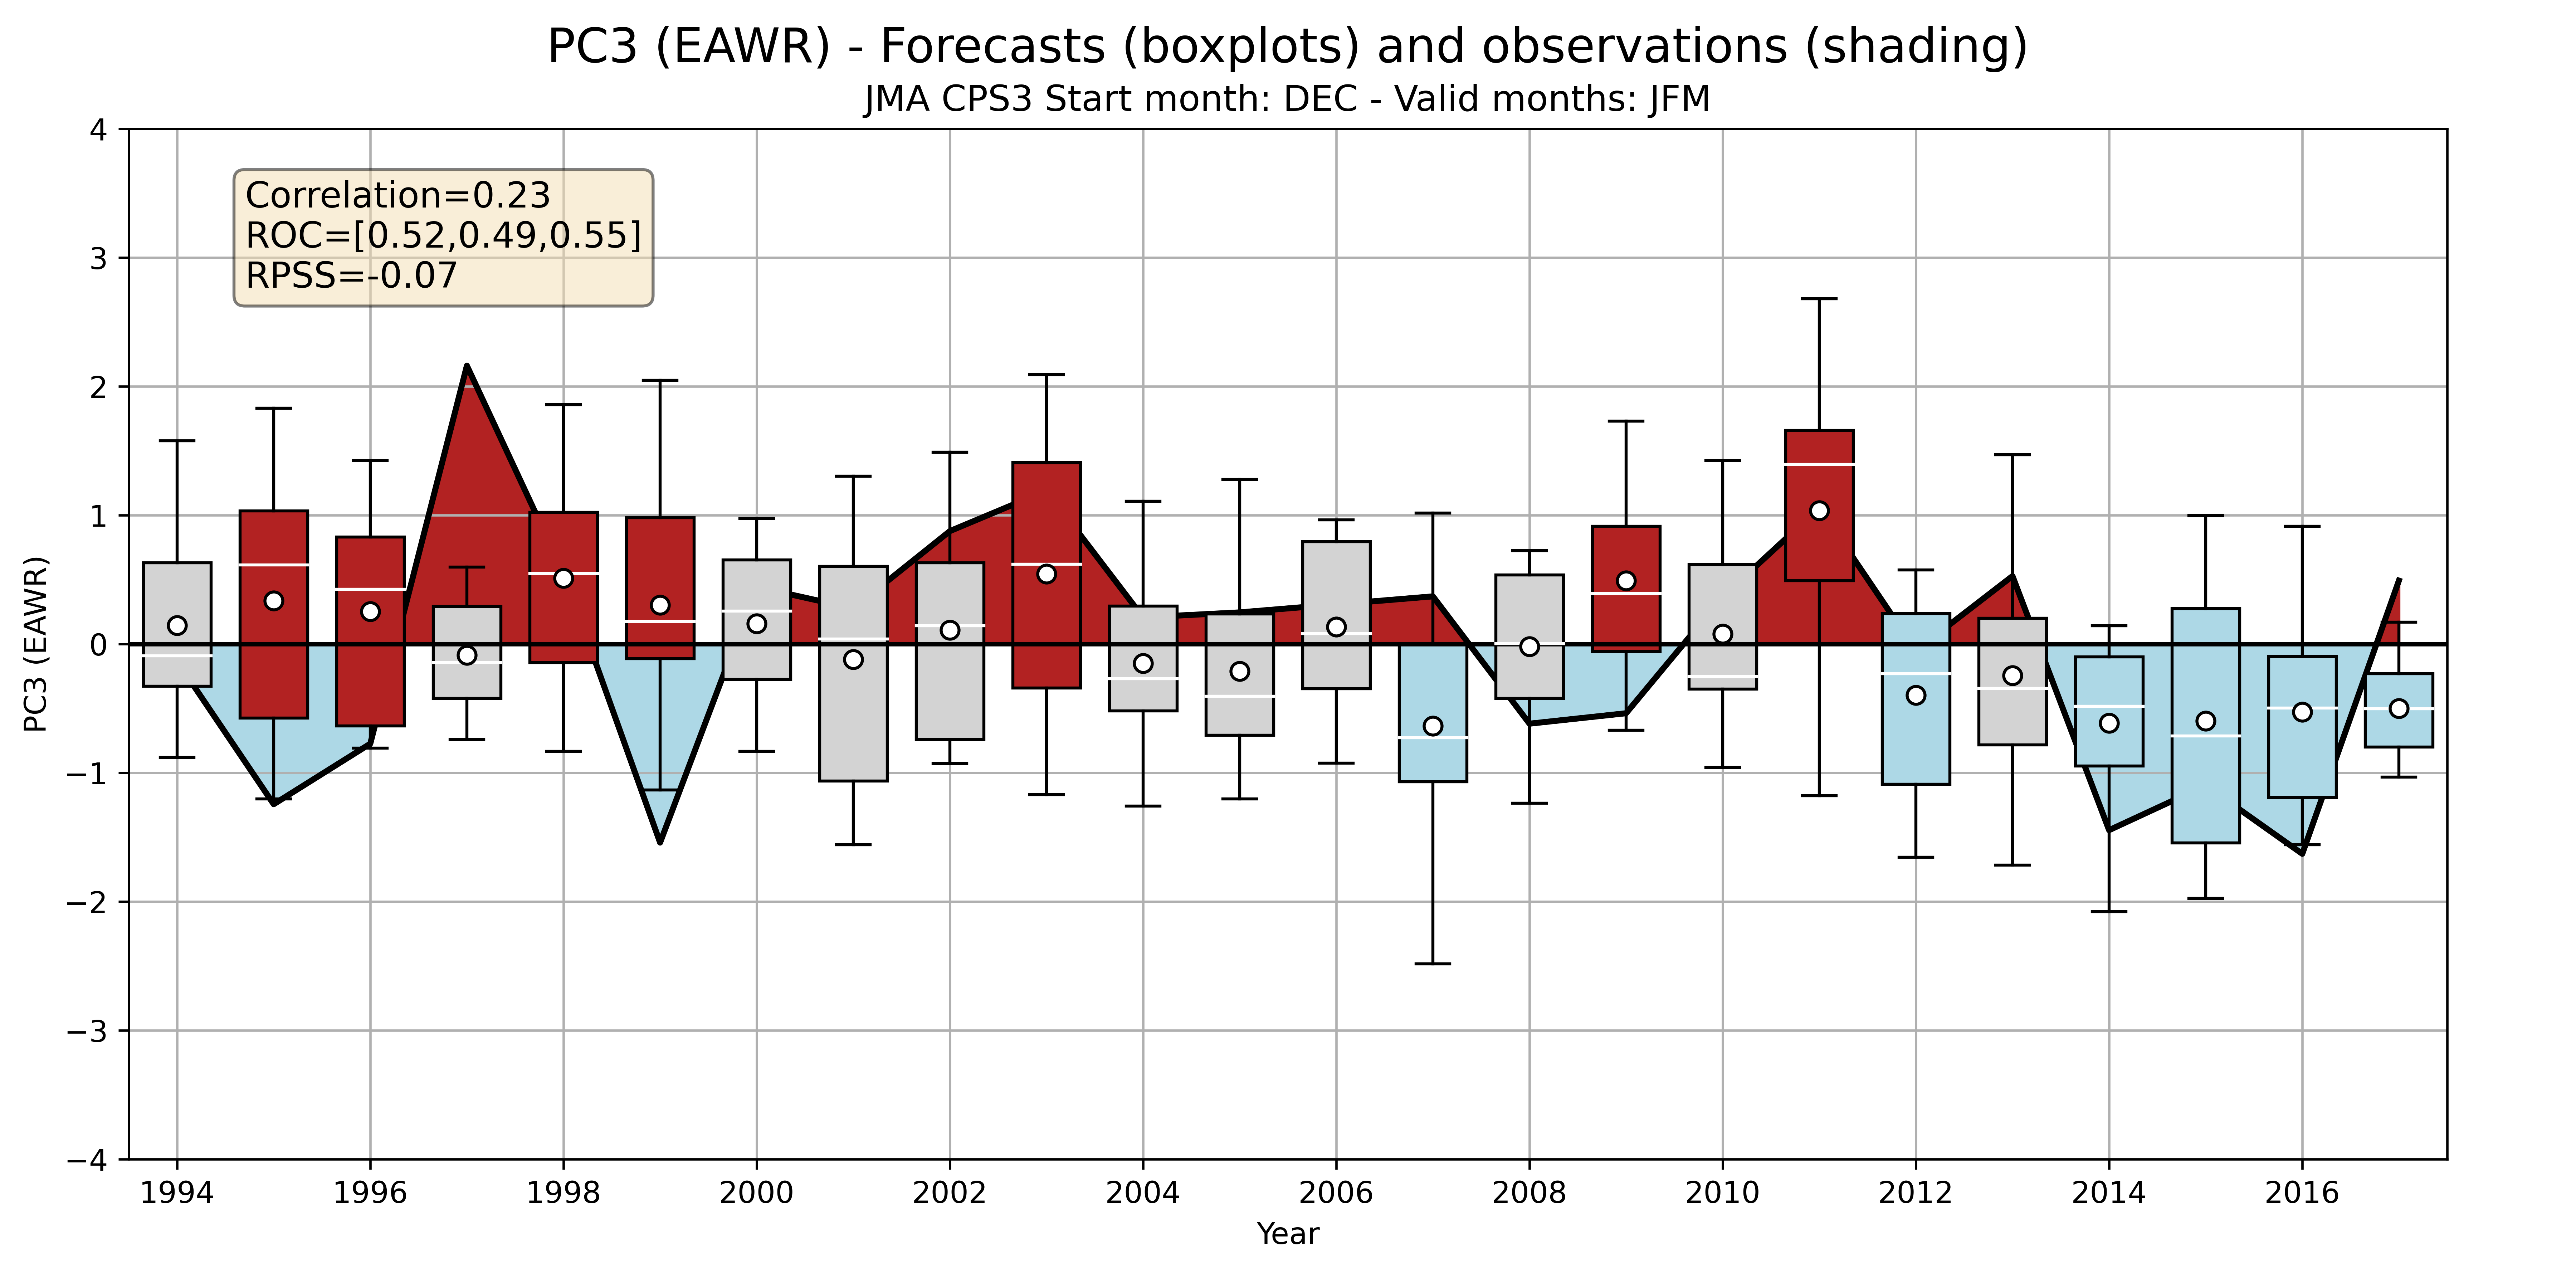 PC3 (EAWR) - Forecasts (boxplots) and observations (shading)
JMA CPS3 Start month: DEC - Valid months: JFM
Correlation=0.23
ROC=[0.52,0.49,0.55]
RPSS=-0.07
PC3 (EAWR)
4
3
2
1
0
−1
−2
−3
−4
1994 1996 1998 2000 2002 2004 2006 2008 2010 2012 2014 2016
Year